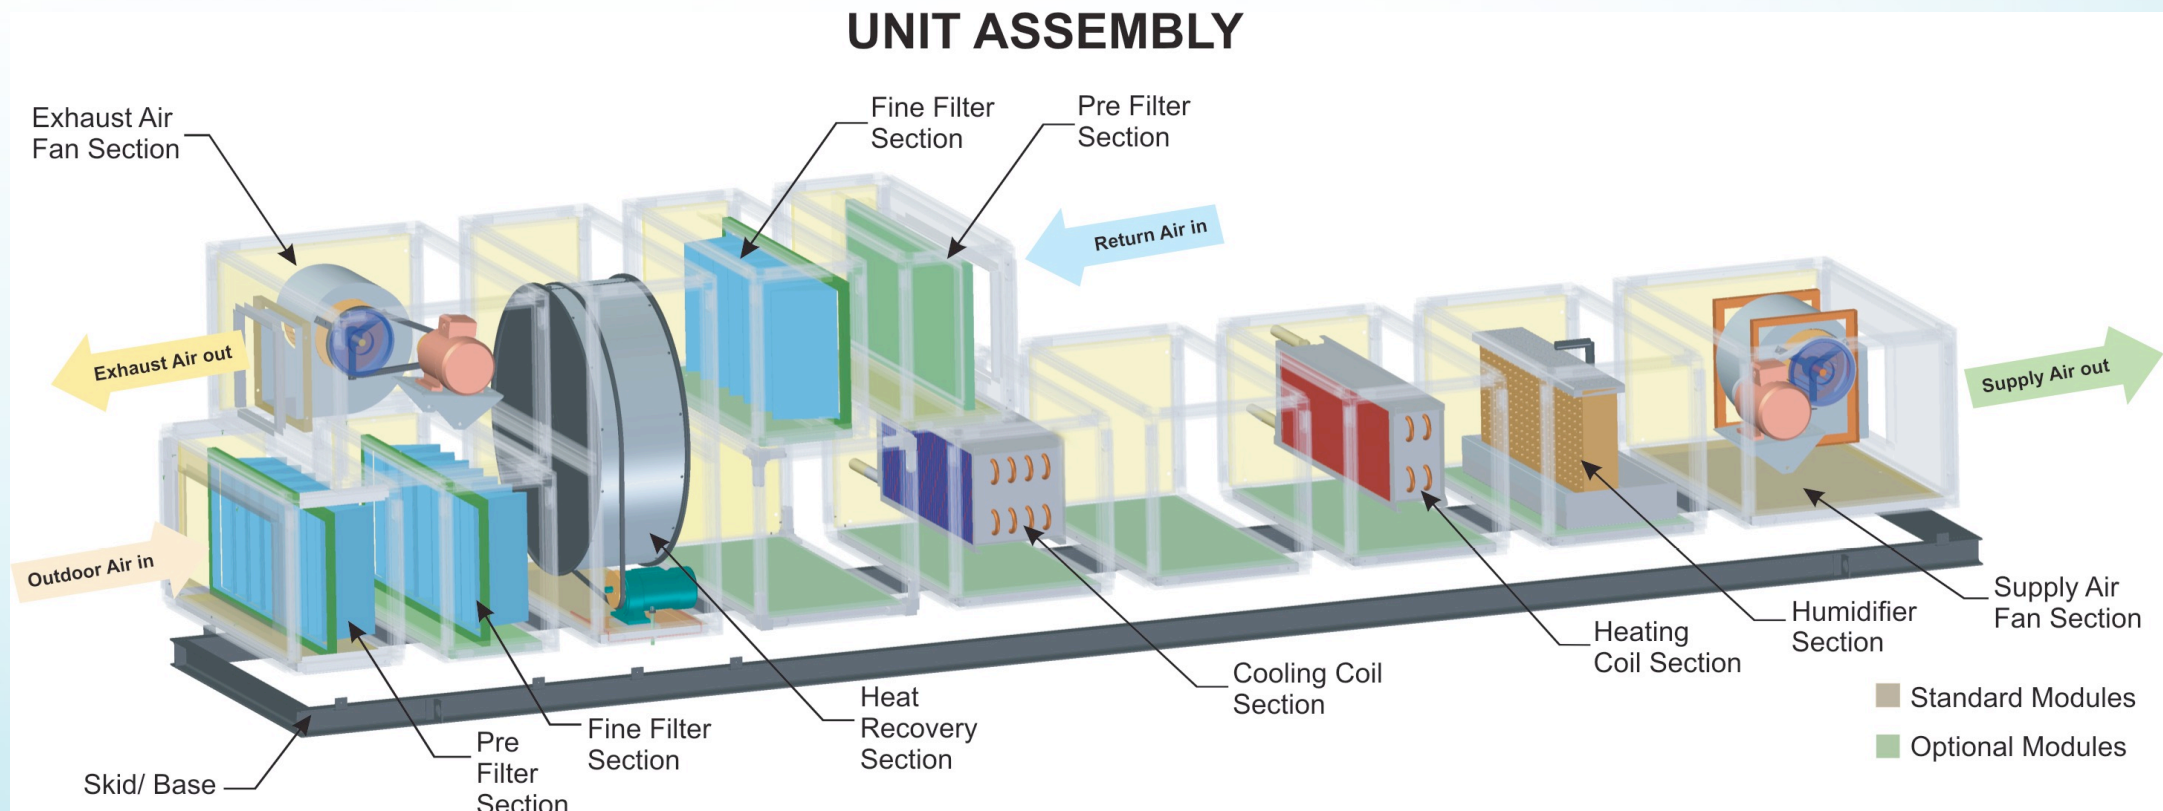 UNIT ASSEMBLY
Exhaust Air
Fan Section
Fine Filter
Section
Pre Filter
Section
Return Air in
Exhaust Air out
Supply Air out
Outdoor Air in
Supply Air
Fan Section
Humidifier
Section
Heating
Coil Section
Cooling Coil
Section
Heat
Recovery
Section
Fine Filter
Section
Pre
Filter
Section
Skid/ Base
Standard Modules
Optional Modules